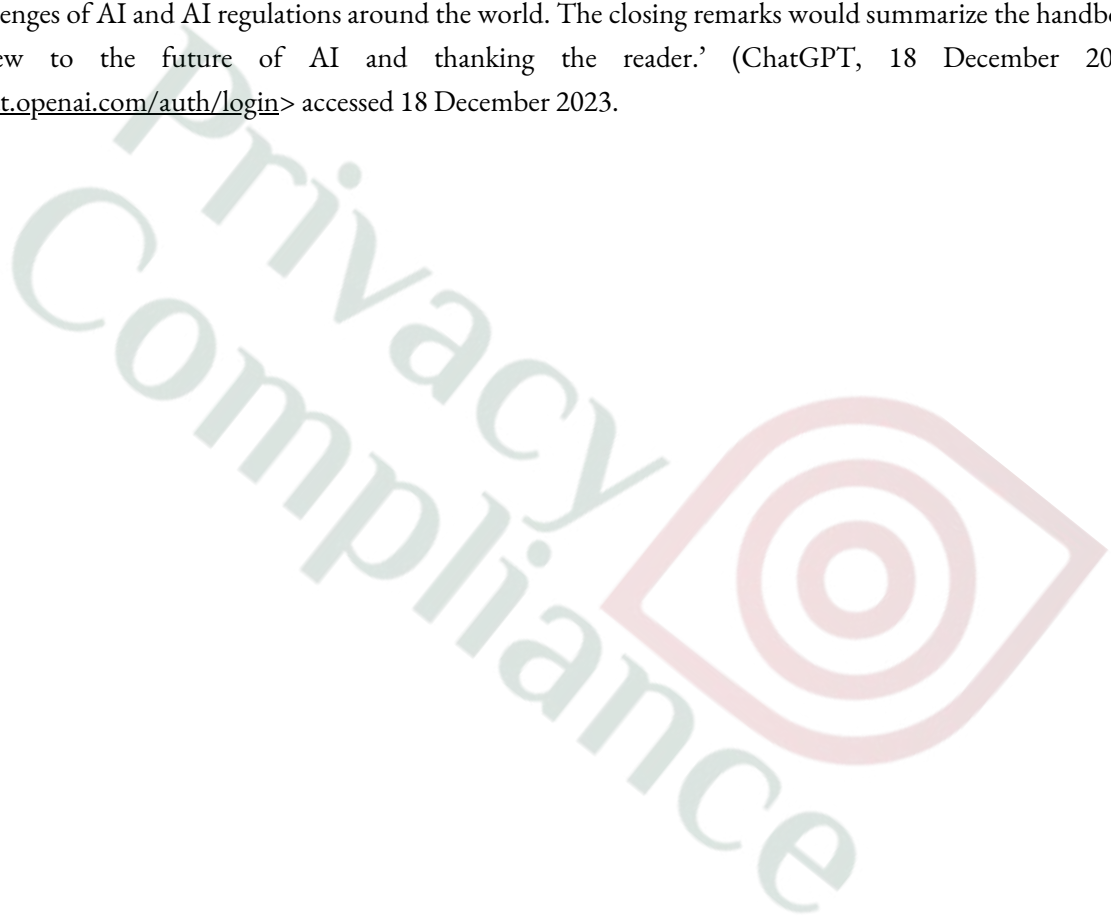 enges of AI and AI regulations around the world. The closing remarks would summarize the handb
ew to the future of AI and thanking the reader.’ (ChatGPT, 18 December 20
t.openai.com/auth/login> accessed 18 December 2023.
Privacy
Compliance